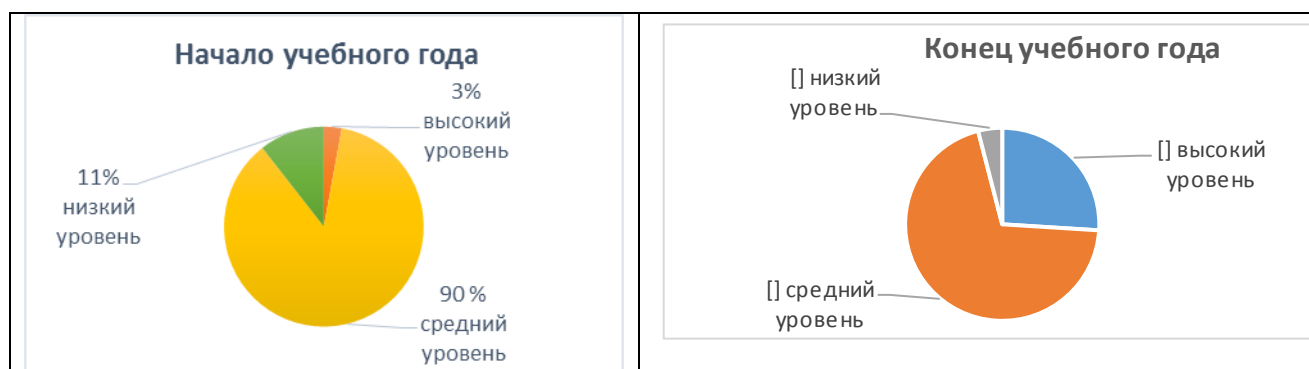 Начало учебного года
3%
высокий
уровень
11%
низкий
уровень
90 %
средний
уровень
Конец учебного года
[] низкий
уровень
[] высокий
уровень
[] средний
уровень